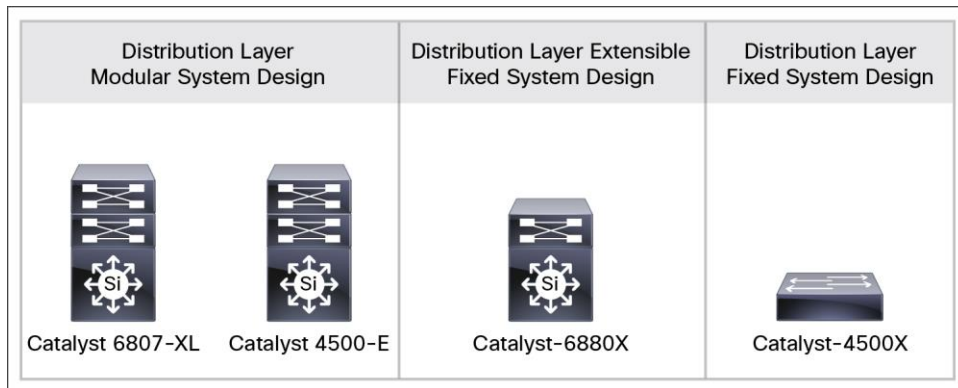 Distribution Layer
Modular System Design
Distribution Layer Extensible
Fixed System Design
Distribution Layer
Fixed System Design
Si
Si
Si
Catalyst 6807-XL
Catalyst 4500-E
Catalyst-6880X
Catalyst-4500X